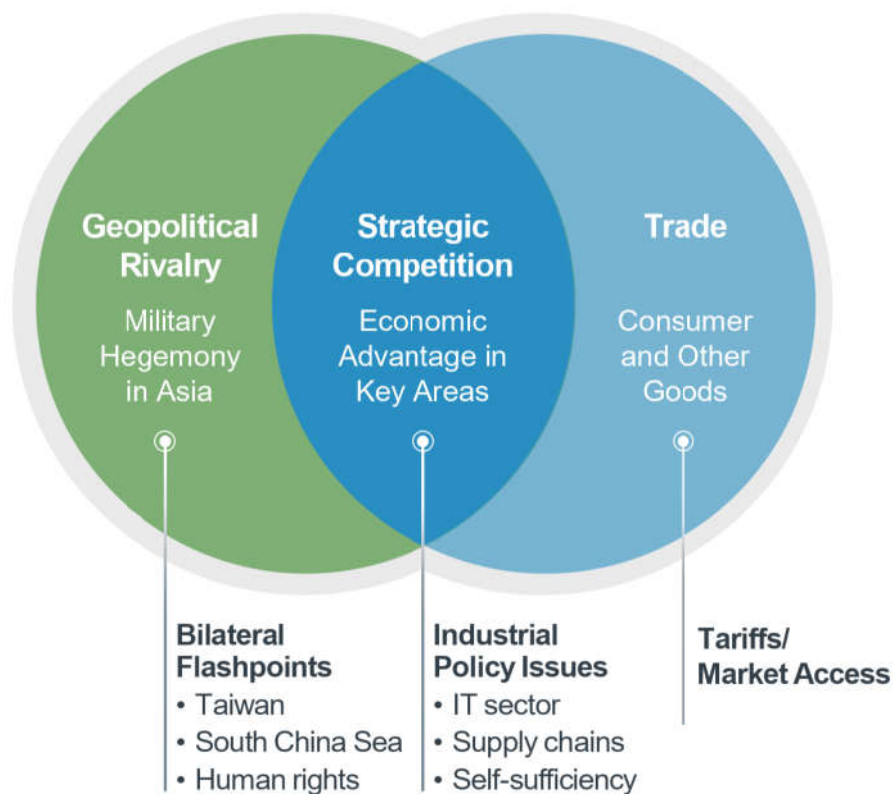 Geopolitical
Rivalry
Military
Hegemony
in Asia
Strategic
Competition
Economic
Advantage in
Key Areas
Trade
Consumer
and Other
Goods
Bilateral
Flashpoints
• Taiwan
• South China Sea
• Human rights
Industrial
Policy Issues
• IT sector
• Supply chains
• Self-sufficiency
Tariffs/
Market Access